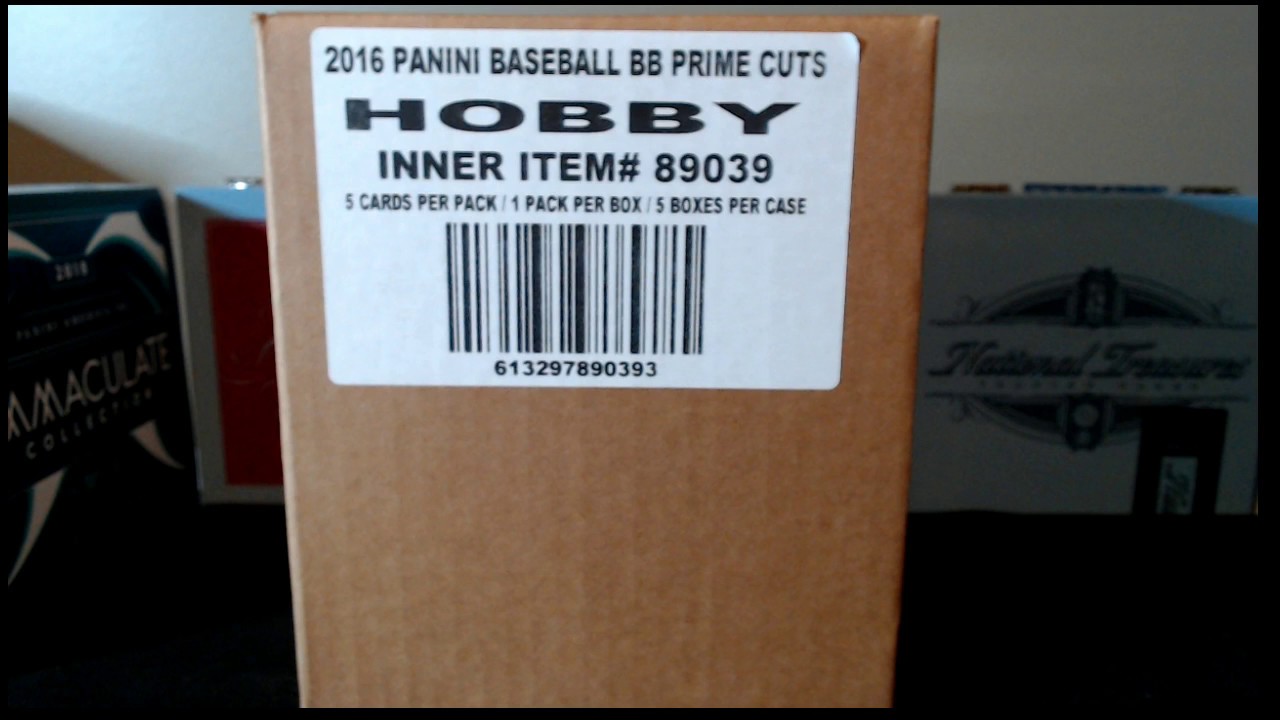 2016 PANINI BASEBALL BB PRIME CUTS
HOBBY
INNER ITEM# 89039
5 CARDS PER PACK / 1 PACK PER BOX / 5 BOXES PER CASE
613297890393
IMMACULATE
COLLECTION
National Treasures